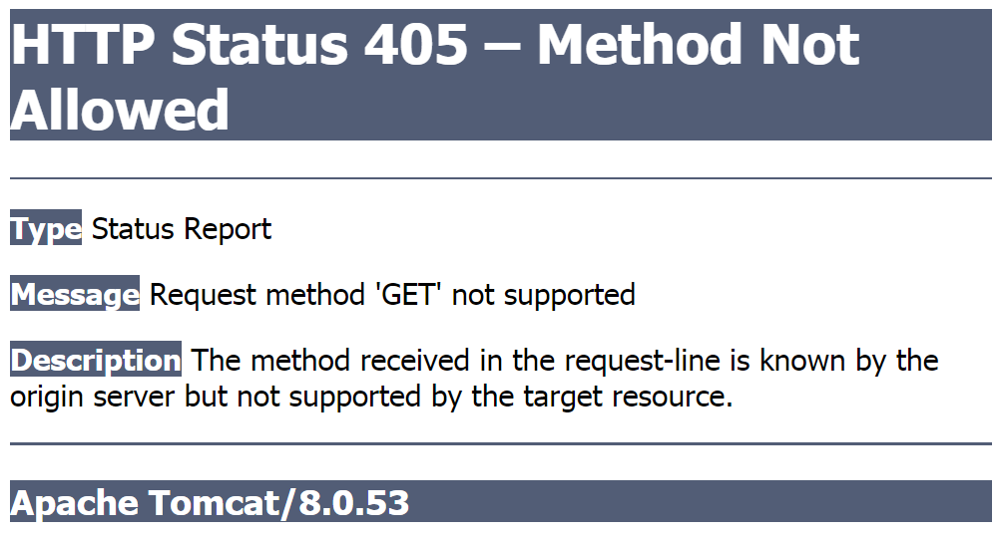 HTTP Status 405 – Method Not
Allowed
Type Status Report
Message Request method 'GET' not supported
Description The method received in the request-line is known by the
origin server but not supported by the target resource.
Apache Tomcat/8.0.53